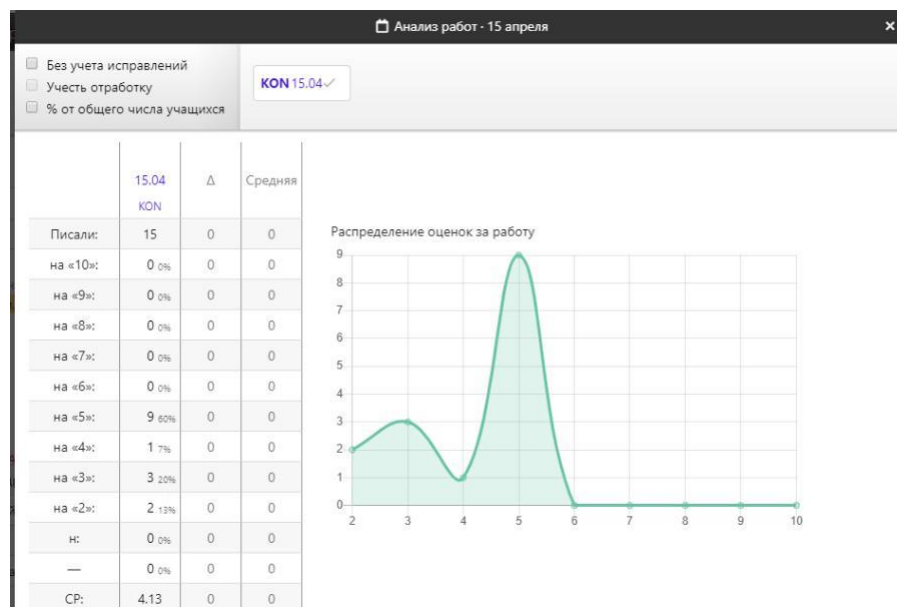 Анализ работ - 15 апреля ×
Без учета исправлений
Учесть отработку
% от общего числа учащихся
KON 15.04✓
15.04 Δ Средняя
KON
Писали: 15 0 0
на «10»: 0 0% 0 0
на «9»: 0 0% 0 0
на «8»: 0 0% 0 0
на «7»: 0 0% 0 0
на «6»: 0 0% 0 0
на «5»: 9 60% 0 0
на «4»: 1 7% 0 0
на «3»: 3 20% 0 0
на «2»: 2 13% 0 0
н: 0 0% 0 0
— 0 0% 0 0
СР: 4.13 0 0
Распределение оценок за работу
9
8
7
6
5
4
3
2
1
0
2 3 4 5 6 7 8 9 10